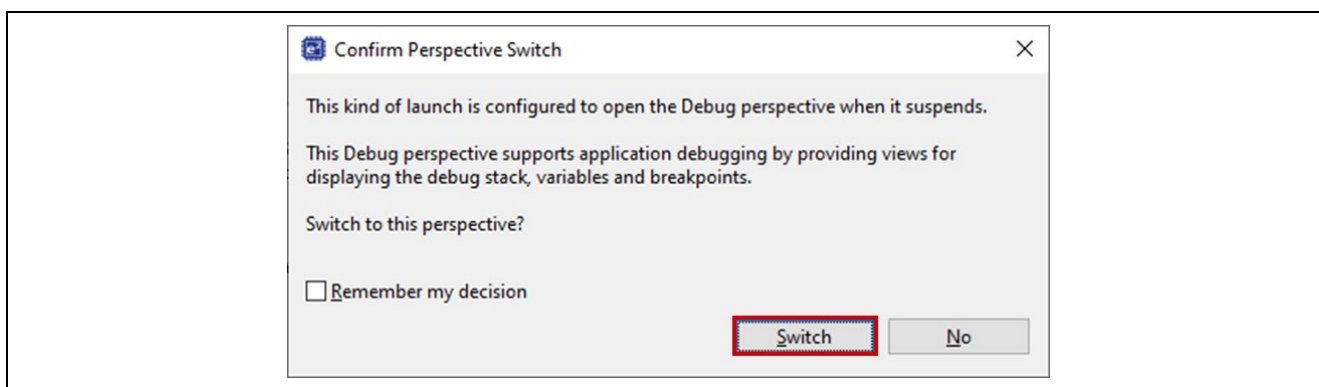 Confirm Perspective Switch
This kind of launch is configured to open the Debug perspective when it suspends.
This Debug perspective supports application debugging by providing views for
displaying the debug stack, variables and breakpoints.
Switch to this perspective?
Remember my decision
Switch No